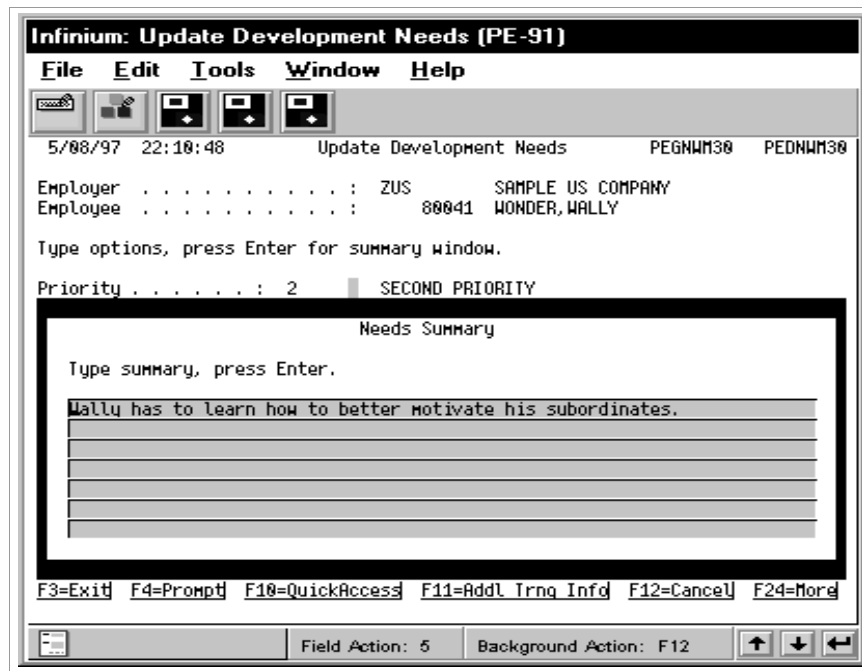 Infinium: Update Development Needs (PE-91)
File Edit Tools Window Help
5/08/97 22:10:48 Update Development Needs PEGNWM30 PEDNWM30
Employer . . . . . . . . . . . : ZUS SAMPLE US COMPANY
Employee . . . . . . . . . . . : 80041 WONDER,WALLY
Type options, press Enter for summary window.
Priority . . . . . . : 2 SECOND PRIORITY
Needs Summary
Type summary, press Enter.
Wally has to learn how to better motivate his subordinates.
F3=Exit F4=Prompt F10=QuickAccess F11=Addl Trng Info F12=Cancel F24=More
Field Action: 5 Background Action: F12